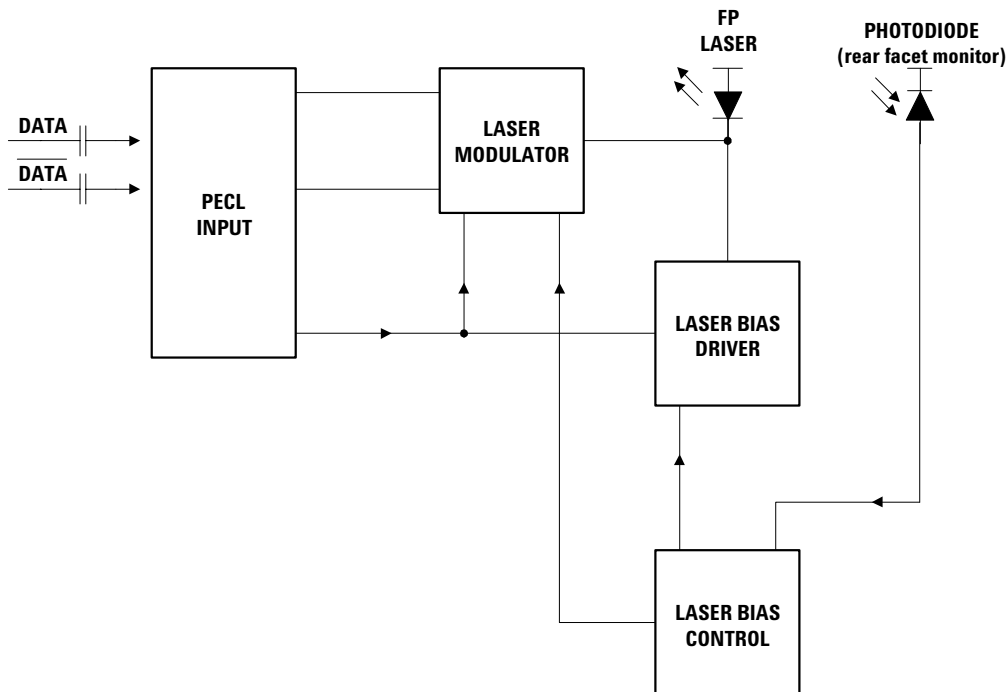 FP
LASER
PHOTODIODE
(rear facet monitor)
DATA
DATA
PECL
INPUT
LASER
MODULATOR
LASER BIAS
DRIVER
LASER BIAS
CONTROL